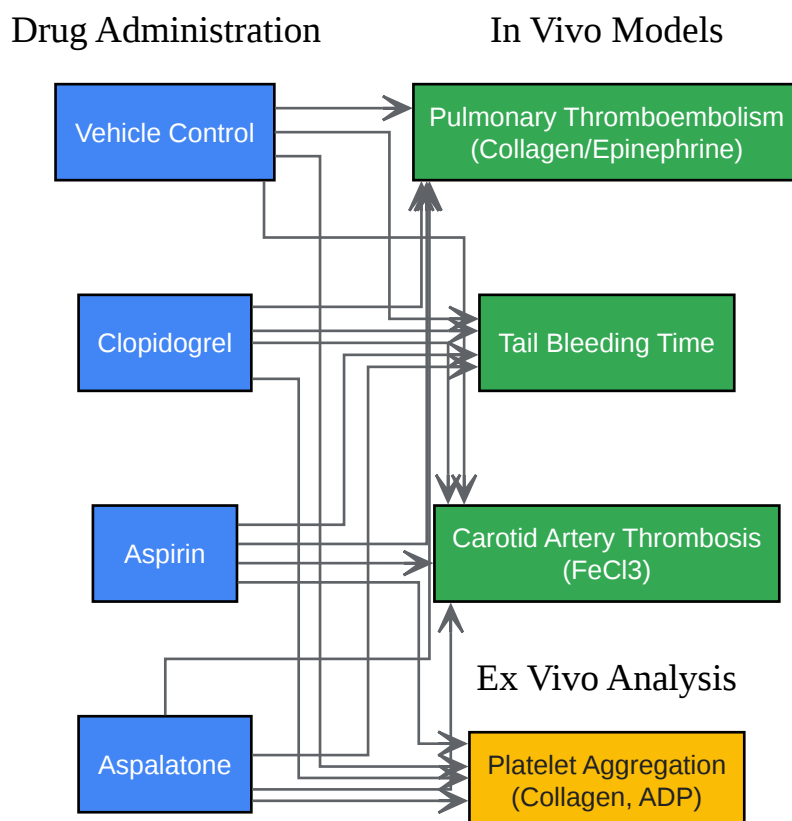 Drug Administration
In Vivo Models
Vehicle Control
Pulmonary Thromboembolism
(Collagen/Epinephrine)
Clopidogrel
Tail Bleeding Time
Aspirin
Carotid Artery Thrombosis
(FeCl3)
Ex Vivo Analysis
Aspalatone
Platelet Aggregation
(Collagen, ADP)